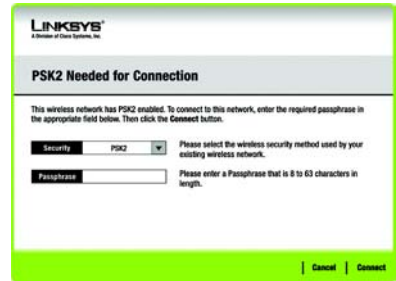 LINKSYS®
A Division of Cisco Systems, Inc.
PSK2 Needed for Connection
This wireless network has PSK2 enabled. To connect to this network, enter the required passphrase in
the appropriate field below. Then click the Connect button.
Security PSK2 Please select the wireless security method used by your
existing wireless network.
Passphrase Please enter a Passphrase that is 8 to 63 characters in
length.
Cancel Connect